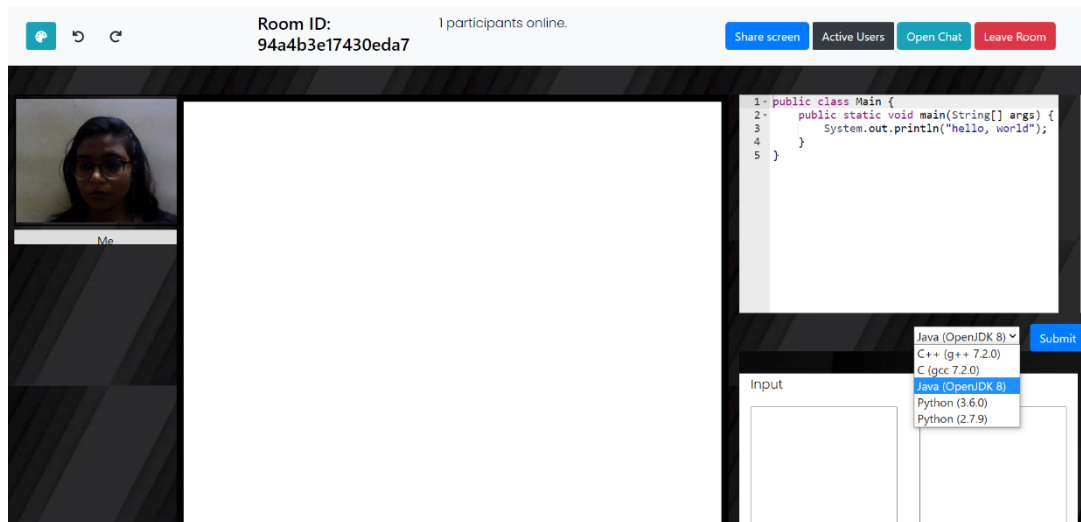 Room ID:
94a4b3e17430eda7
1 participants online.
Share screen
Active Users
Open Chat
Leave Room
Me
1 public class Main {
2 public static void main(String[] args) {
3 System.out.println("hello, world");
4 }
5 }
Java (OpenJDK 8)
Submit
C++ (g++ 7.2.0)
C (gcc 7.2.0)
Java (OpenJDK 8)
Python (3.6.0)
Python (2.7.9)
Input